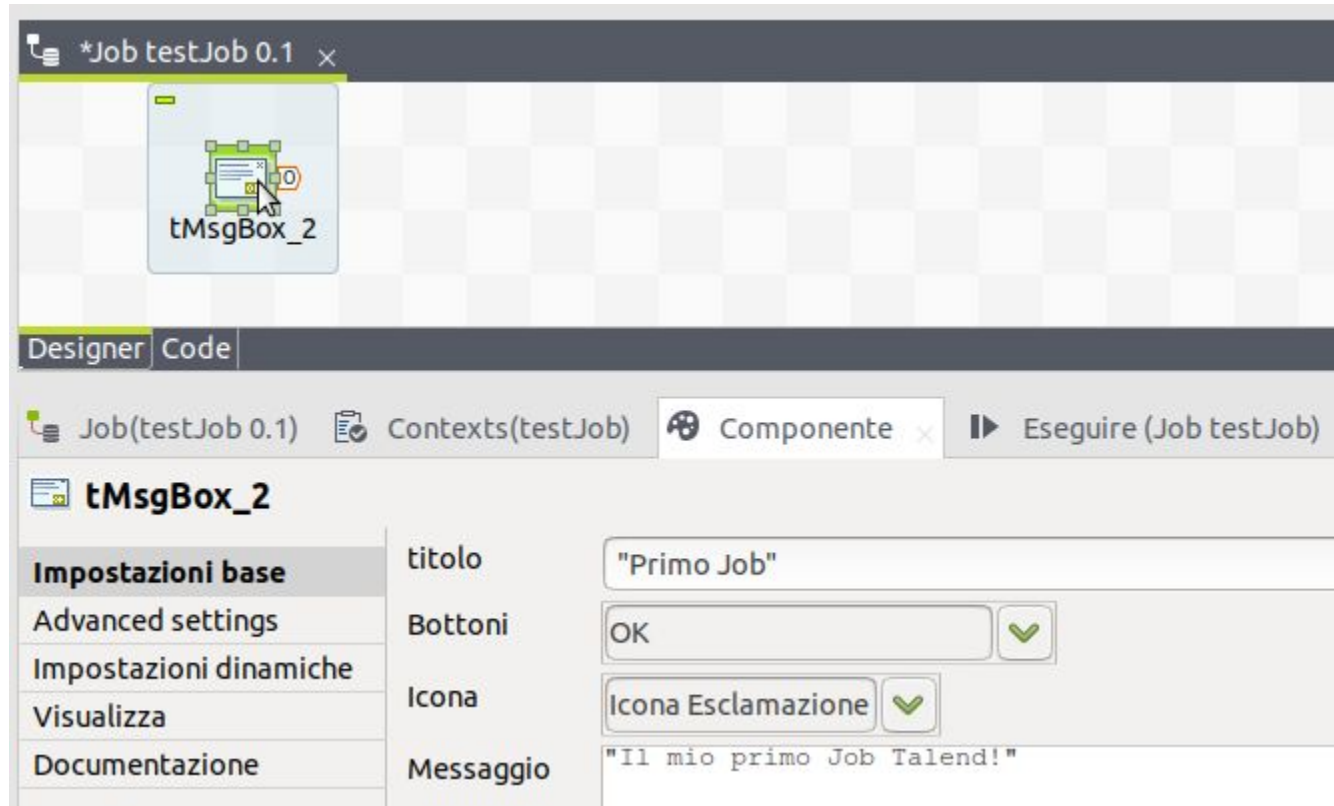 *Job testJob 0.1
O
tMsgBox_2
Designer Code
Job(testJob 0.1) Contexts(testJob) Componente Eseguire (Job testJob)
tMsgBox_2
Impostazioni base
Advanced settings
Impostazioni dinamiche
Visualizza
Documentazione
titolo "Primo Job"
Bottoni OK
Icona Icona Esclamazione
Messaggio "Il mio primo Job Talend!"